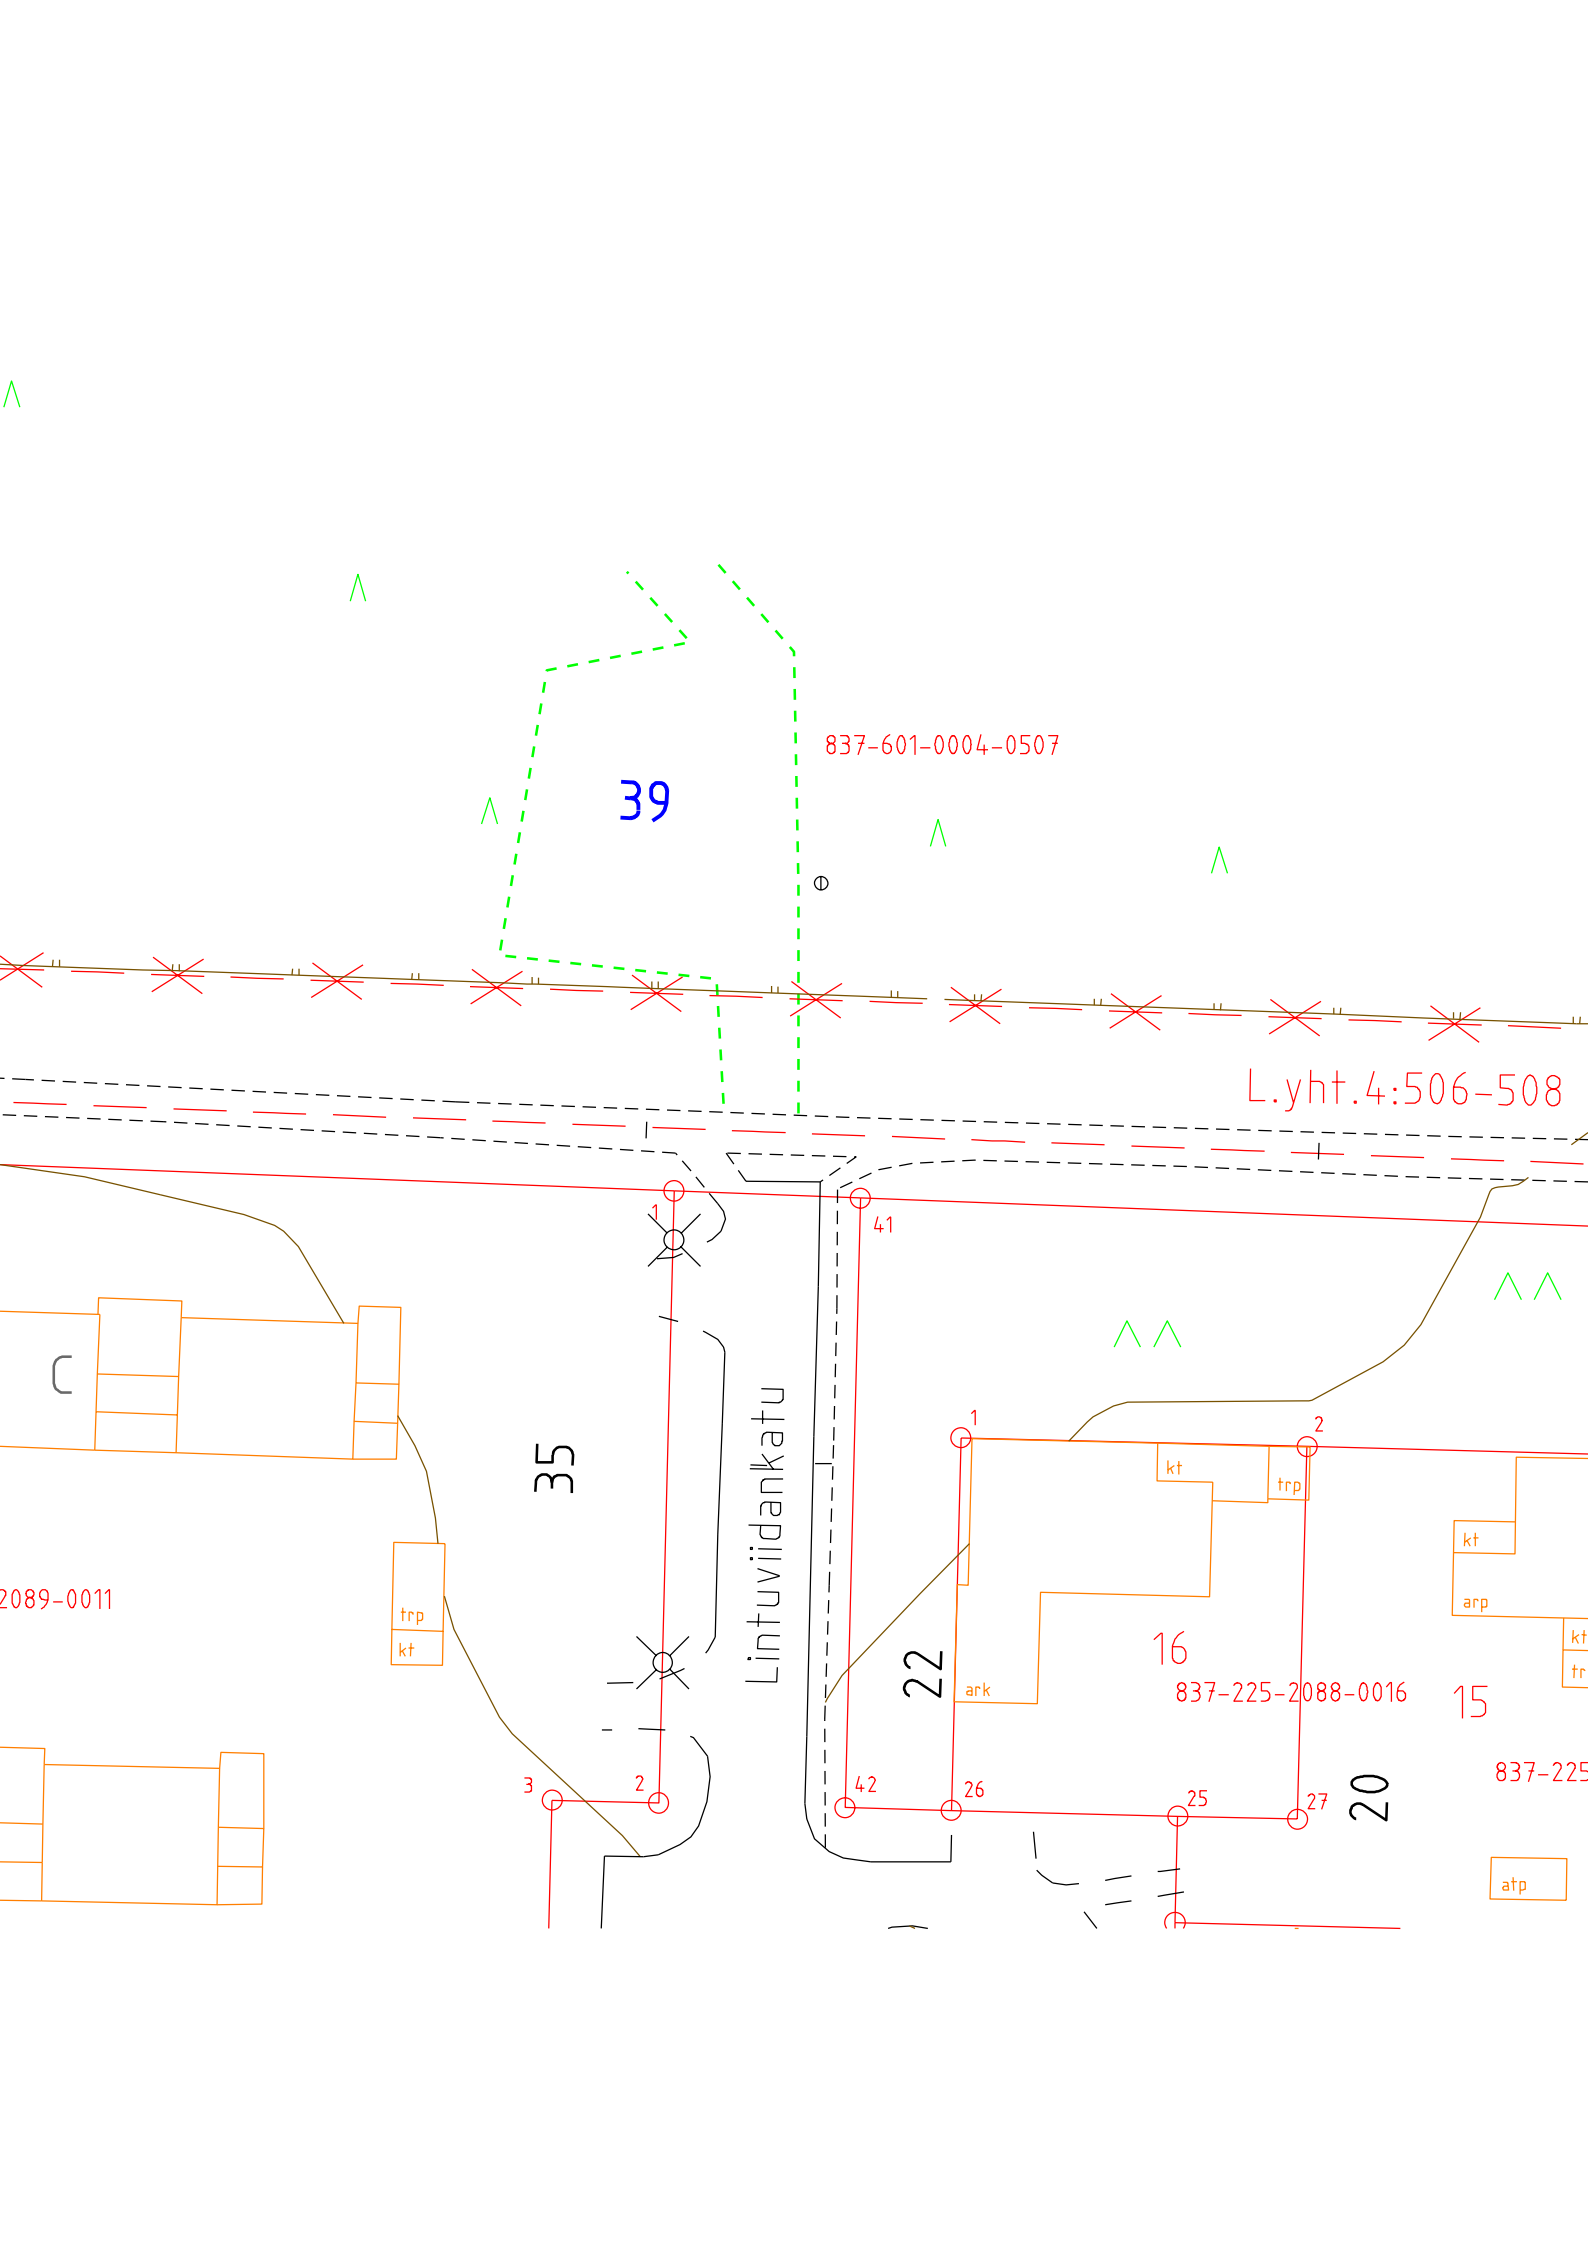 837-601-0004-0507
39
L.yht.4:506-508
1
41
C
1
2
35
Lintuviidankatu
kt
trp
kt
2089-0011
arp
trp
kt
kt
tr
16
22
ark
837-225-2088-0016
15
837-225
3
2
42
26
25
27
20
atp